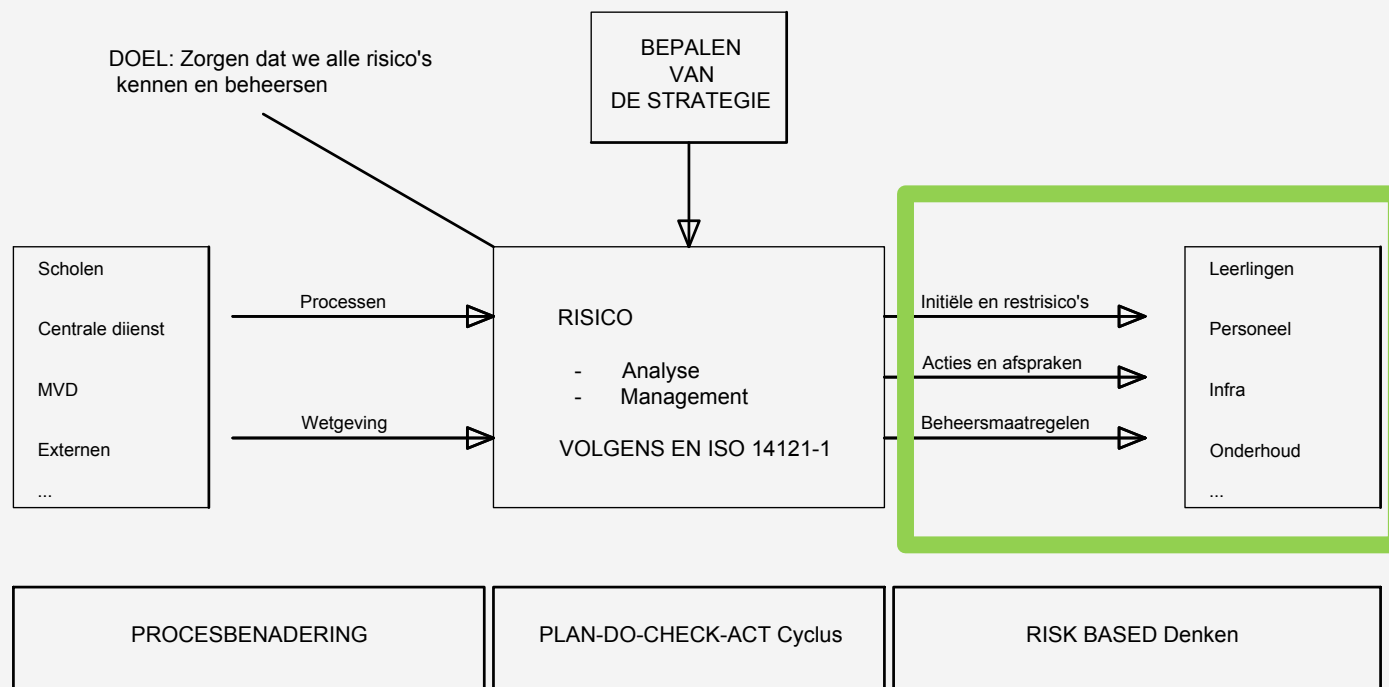 DOEL: Zorgen dat we alle risico's
kennen en beheersen
BEPALEN
VAN
DE STRATEGIE
Scholen
Centrale diienst
MVD
Externen
...
Processen
Wetgeving
RISICO
- Analyse
- Management
VOLGENS EN ISO 14121-1
Initiële en restrisico's
Acties en afspraken
Beheersmaatregelen
Leerlingen
Personeel
Infra
Onderhoud
...
PROCESBENADERING
PLAN-DO-CHECK-ACT Cyclus
RISK BASED Denken